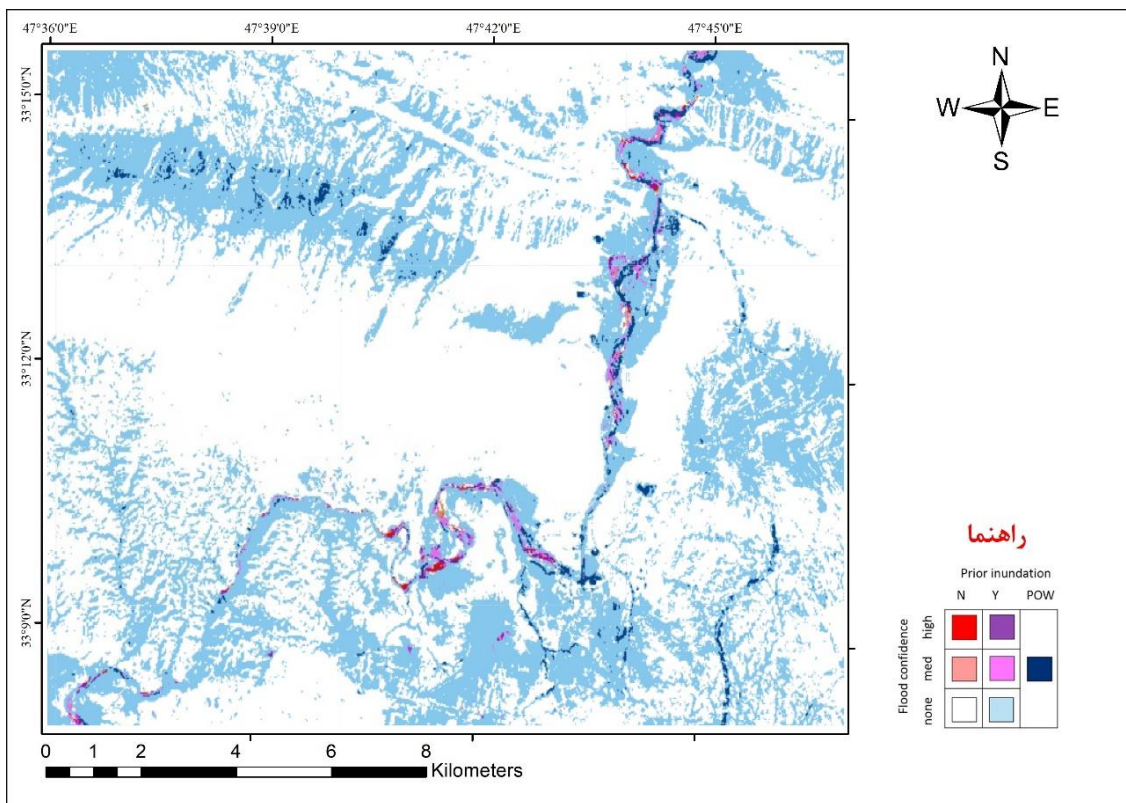 47°36'0"E 47°39'0"E 47°42'0"E 47°45'0"E
33°15'0"N
33°12'0"N
33°9'0"N
N
W E
S
راهنما
Prior inundation
N Y POW
Flood confidence
high
med
none
0 1 2 4 6 8
Kilometers